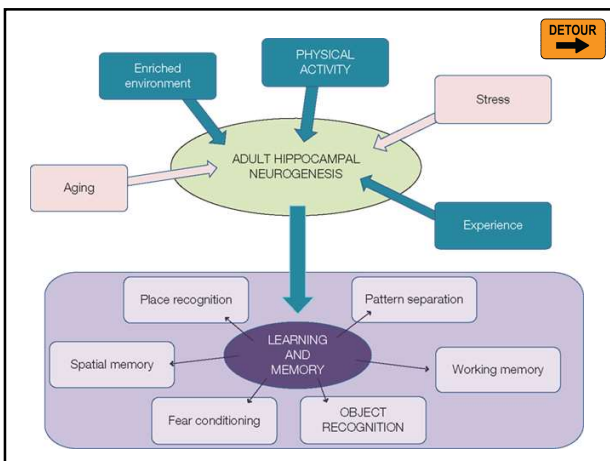 DETOUR
Enriched
environment
PHYSICAL
ACTIVITY
Stress
ADULT HIPPOCAMPAL
NEUROGENESIS
Aging
Experience
Place recognition
Pattern separation
LEARNING
AND
MEMORY
Spatial memory
Working memory
Fear conditioning
OBJECT
RECOGNITION